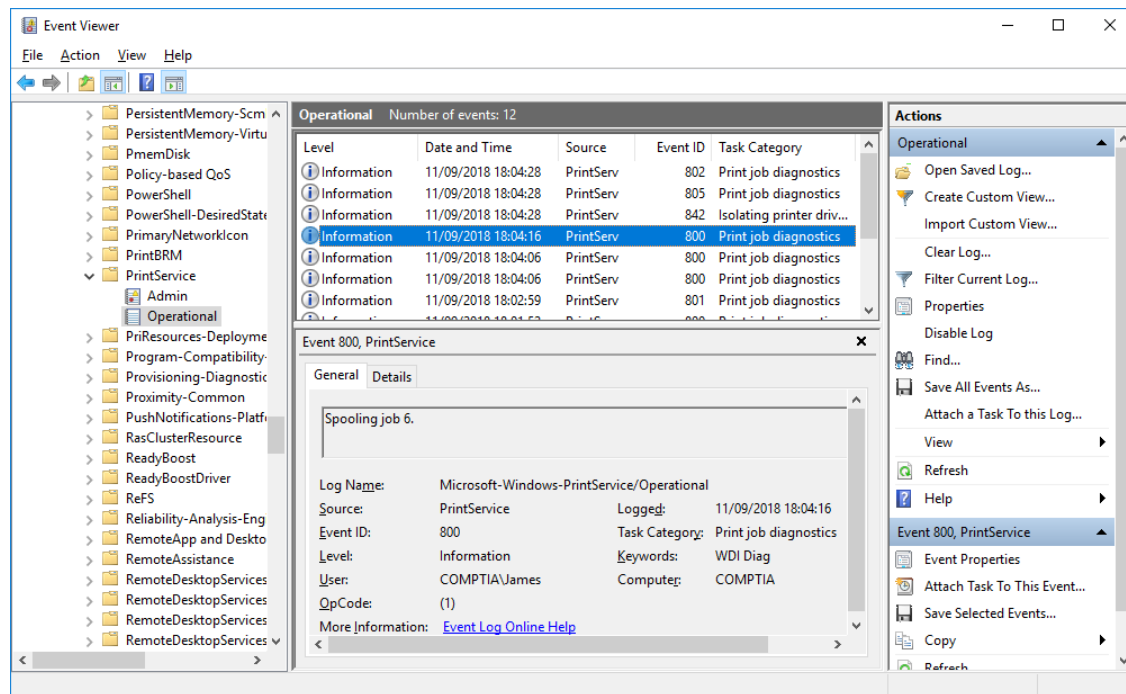 Event Viewer
File Action View Help
PersistentMemory-Scm
PersistentMemory-Virtu
PmemDisk
Policy-based QoS
PowerShell
PowerShell-DesiredState
PrimaryNetworkIcon
PrintBRM
PrintService
Admin
Operational
PriResources-Deployme
Program-Compatibility-
Provisioning-Diagnostic
Proximity-Common
PushNotifications-Platf
RasClusterResource
ReadyBoost
ReadyBoostDriver
ReFS
Reliability-Analysis-Eng
RemoteApp and Deskto
RemoteAssistance
RemoteDesktopServices
RemoteDesktopServices
RemoteDesktopServices
RemoteDesktopServices
Operational Number of events: 12
Level Date and Time Source Event ID Task Category
Information 11/09/2018 18:04:28 PrintServ 802 Print job diagnostics
Information 11/09/2018 18:04:28 PrintServ 805 Print job diagnostics
Information 11/09/2018 18:04:28 PrintServ 842 Isolating printer driv...
Information 11/09/2018 18:04:16 PrintServ 800 Print job diagnostics
Information 11/09/2018 18:04:06 PrintServ 800 Print job diagnostics
Information 11/09/2018 18:04:06 PrintServ 800 Print job diagnostics
Information 11/09/2018 18:02:59 PrintServ 801 Print job diagnostics
Event 800, PrintService
General Details
Spooling job 6.
Log Name: Microsoft-Windows-PrintService/Operational
Source: PrintService Logged: 11/09/2018 18:04:16
Event ID: 800 Task Category: Print job diagnostics
Level: Information Keywords: WDI Diag
User: COMPTIA\James Computer: COMPTIA
OpCode: (1)
More Information: Event Log Online Help
Actions
Operational
Open Saved Log...
Create Custom View...
Import Custom View...
Clear Log...
Filter Current Log...
Properties
Disable Log
Find...
Save All Events As...
Attach a Task To this Log...
View
Refresh
Help
Event 800, PrintService
Event Properties
Attach Task To This Event...
Save Selected Events...
Copy
Refresh